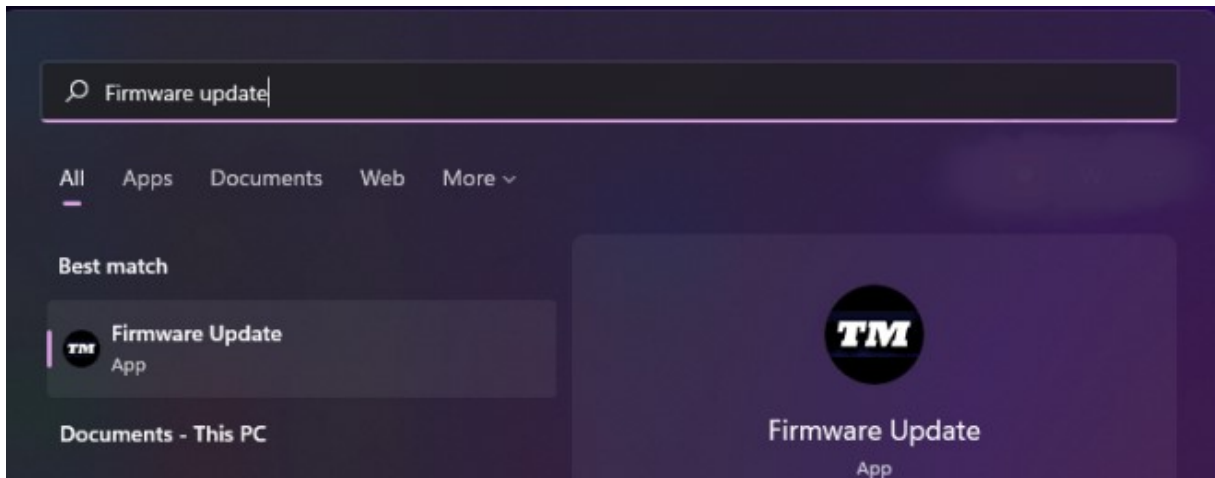 Firmware update
All Apps Documents Web More
Best match
TM
Firmware Update
App
Documents - This PC
TM
Firmware Update
App